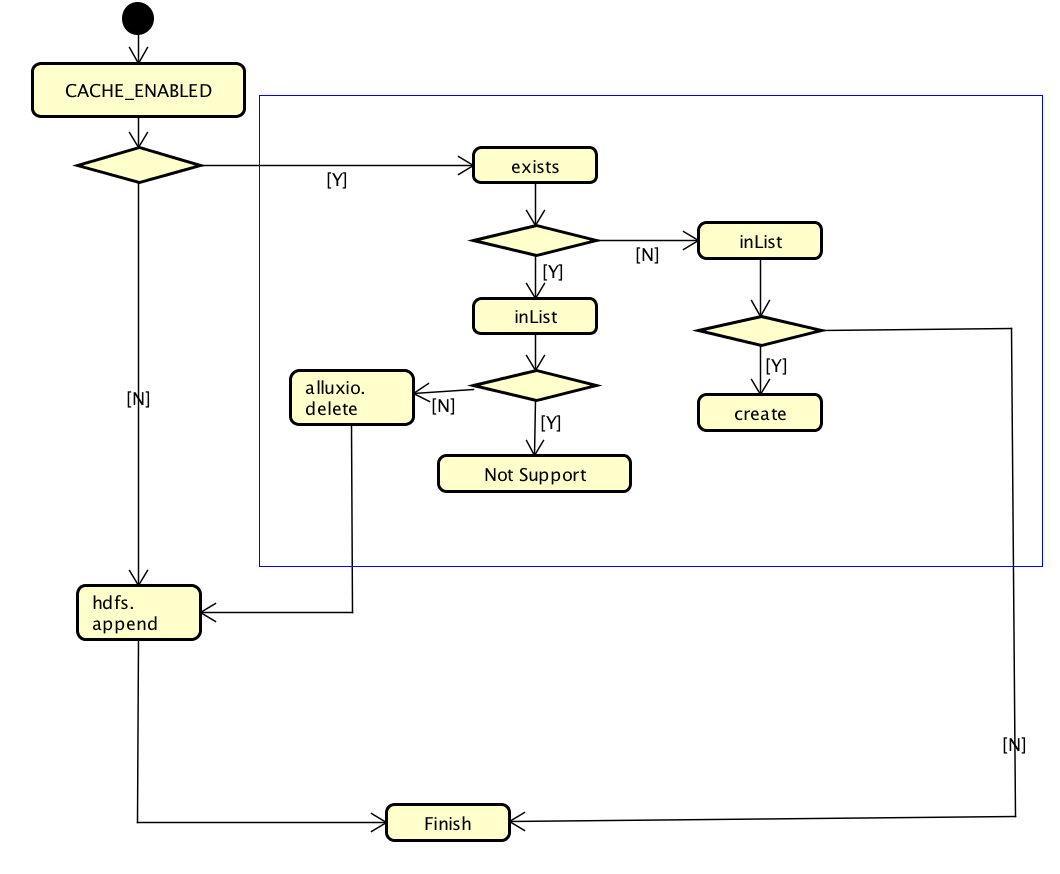 CACHE_ENABLED
[Y]
exists
[N]
inList
[Y]
inList
[Y]
create
alluxio.
delete
[N]
[Y]
Not Support
[N]
hdfs.
append
[N]
Finish